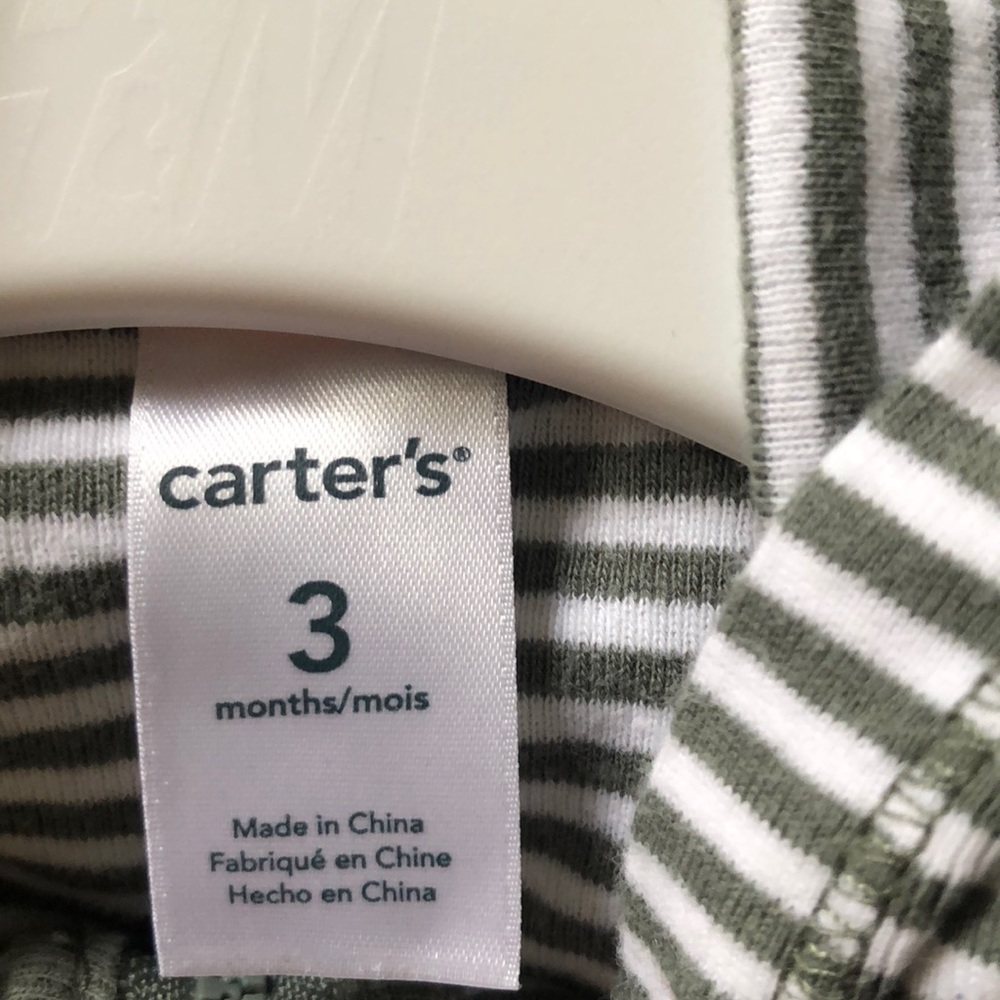 carter's®
3
months/mois
Made in China
Fabriqué en Chine
Hecho en China